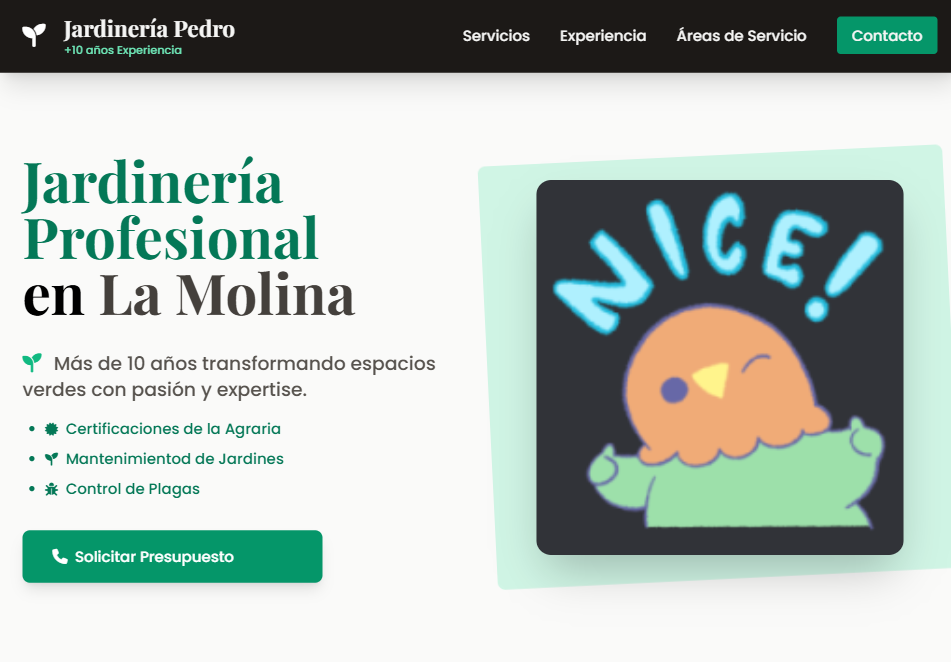 Jardinería Pedro
+10 años Experiencia
Servicios
Experiencia
Áreas de Servicio
Contacto
Jardinería
Profesional
en La Molina
Más de 10 años transformando espacios
verdes con pasión y expertise.
Certificaciones de la Agraria
Mantenimientod de Jardines
Control de Plagas
Solicitar Presupuesto
NICE!